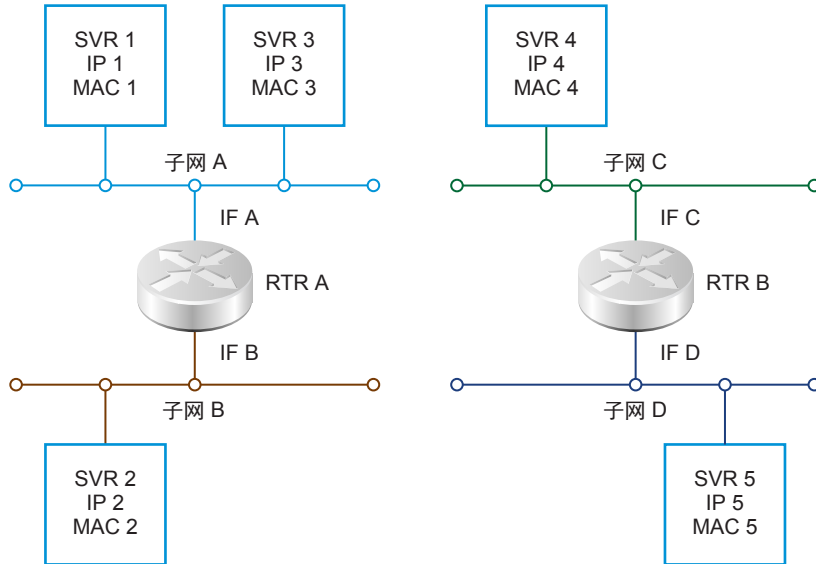 SVR 1
IP 1
MAC 1
SVR 3
IP 3
MAC 3
SVR 4
IP 4
MAC 4
子网 A
子网 C
IF A
IF C
RTR A
RTR B
IF B
IF D
子网 B
子网 D
SVR 2
IP 2
MAC 2
SVR 5
IP 5
MAC 5